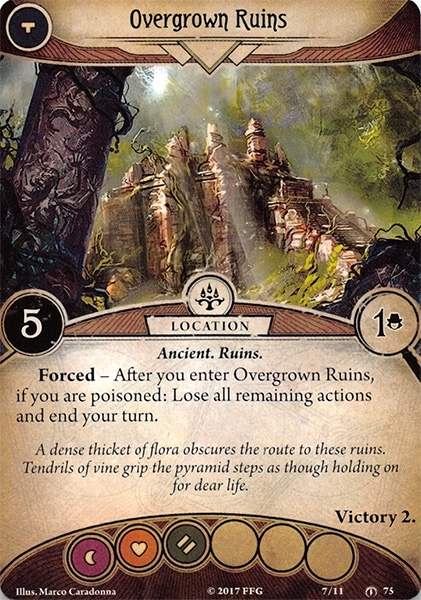 Overgrown Ruins
5
LOCATION
1
Ancient. Ruins.
Forced – After you enter Overgrown Ruins,
if you are poisoned: Lose all remaining actions
and end your turn.
A dense thicket of flora obscures the route to these ruins.
Tendrils of vine grip the pyramid steps as though holding on
for dear life.
Victory 2.
Illus. Marco Caradonna
© 2017 FFG
7/11
75